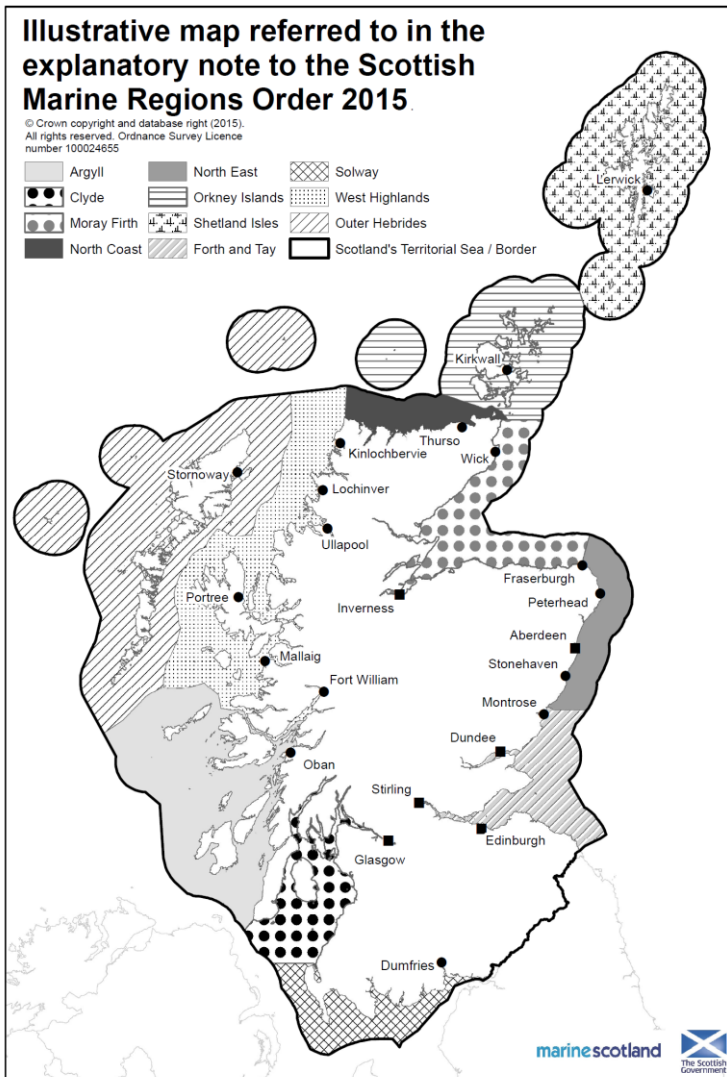 Illustrative map referred to in the
explanatory note to the Scottish
Marine Regions Order 2015
© Crown copyright and database right (2015).
All rights reserved. Ordnance Survey Licence
number 100024655
Argyll
North East
Solway
Clyde
Orkney Islands
West Highlands
Moray Firth
Shetland Isles
Outer Hebrides
North Coast
Forth and Tay
Scotland's Territorial Sea / Border
Lerwick
Kirkwall
Thurso
Kinlochbervie
Wick
Stornoway
Lochinver
Ullapool
Fraserburgh
Portree
Inverness
Peterhead
Aberdeen
Mallaig
Stonehaven
Fort William
Montrose
Dundee
Oban
Stirling
Edinburgh
Glasgow
Dumfries
marinescotland
The Scottish
Government